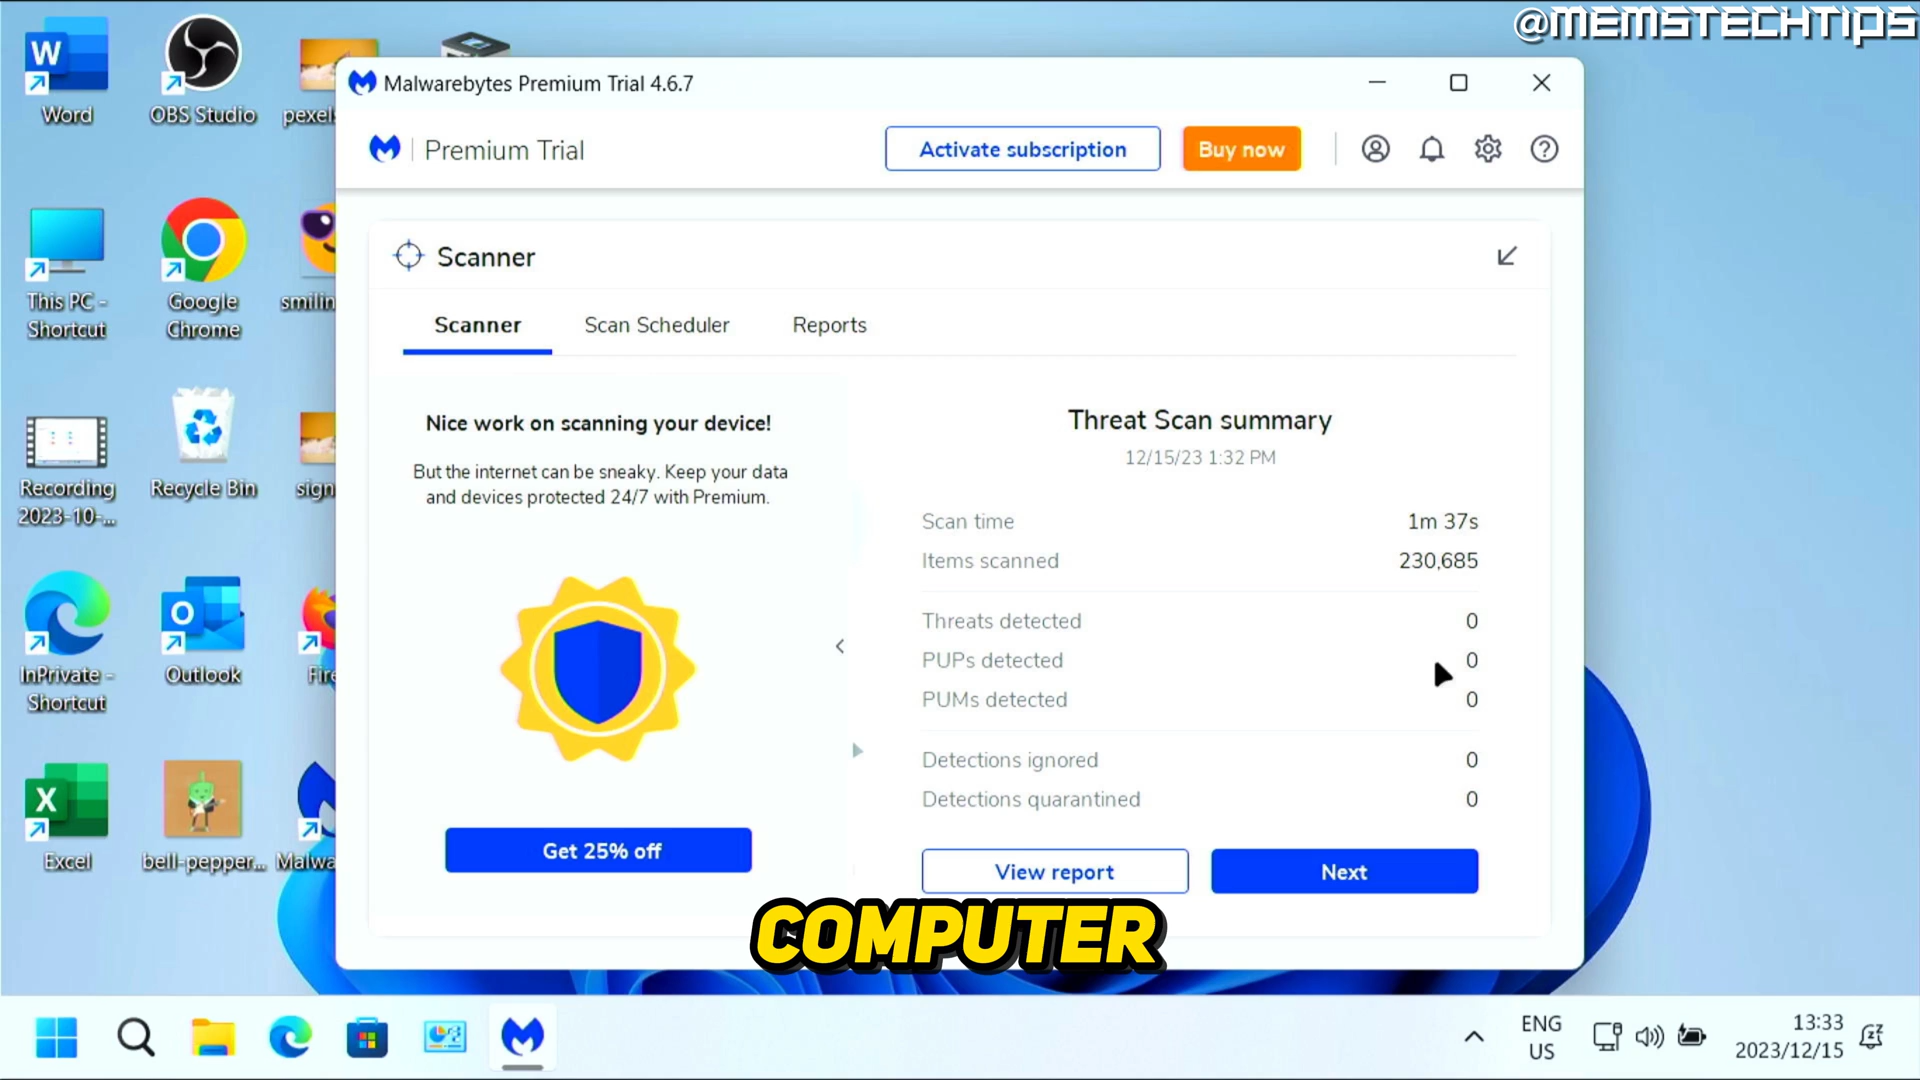 @MEMSTECHTIPS
W
Word
OBS Studio
pexels
Malwarebytes Premium Trial 4.6.7
Premium Trial
Activate subscription
Buy now
This PC -
Shortcut
Google
Chrome
smilin
Scanner
Scanner
Scan Scheduler
Reports
Recording
2023-10-...
Recycle Bin
sign
Nice work on scanning your device!
But the internet can be sneaky. Keep your data
and devices protected 24/7 with Premium.
Get 25% off
Threat Scan summary
12/15/23 1:32 PM
Scan time 1m 37s
Items scanned 230,685
Threats detected 0
PUPs detected 0
PUMs detected 0
Detections ignored 0
Detections quarantined 0
View report
Next
InPrivate -
Shortcut
O
Outlook
Fire
X
Excel
bell-pepper...
Malwa
COMPUTER
ENG
US
13:33
2023/12/15